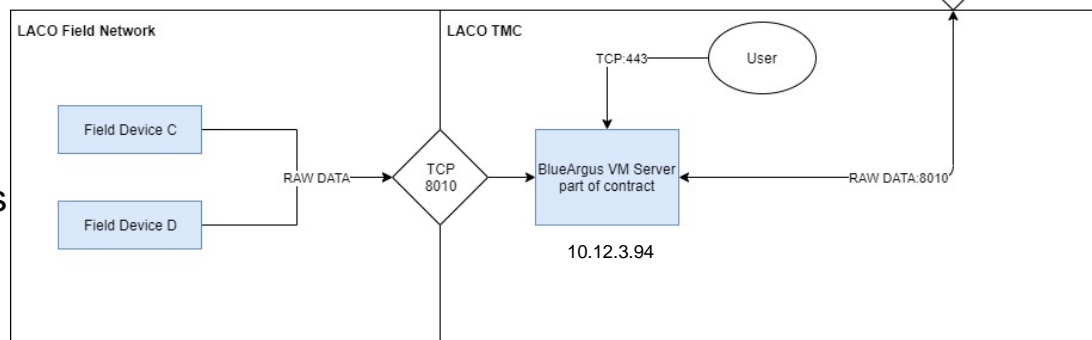 LACO Field Network
LACO TMC
TCP:443
User
Field Device C
RAW DATA
TCP
8010
BlueArgus VM Server
part of contract
RAW DATA:8010
s
Field Device D
10.12.3.94